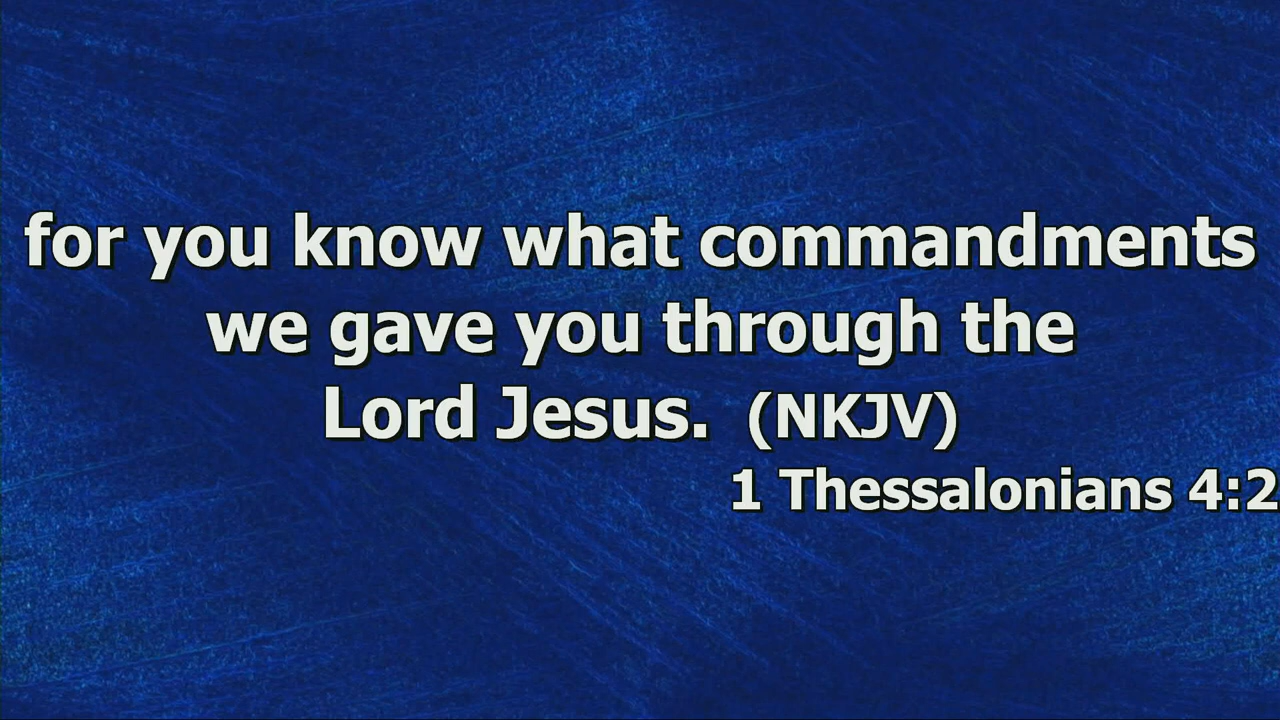 for you know what commandments
we gave you through the
Lord Jesus. (NKJV)
1 Thessalonians 4:2